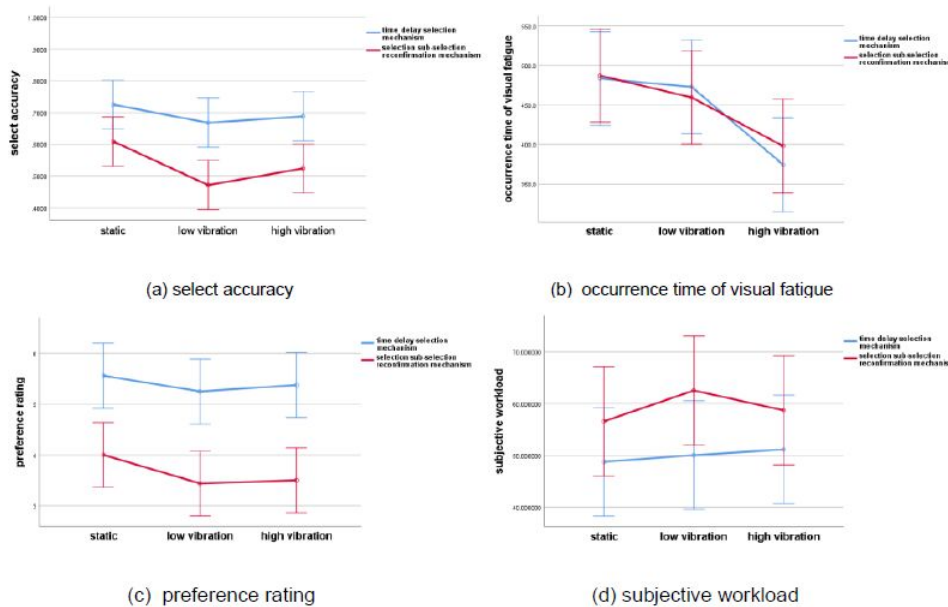 time delay selection
mechanism
selection sub-selection
reconfirmation mechanism
select accuracy
static
low vibration
high vibration
(a) select accuracy
time delay selection
mechanism
selection sub-selection
reconfirmation mechanism
occurrence time of visual fatigue
static
low vibration
high vibration
(b) occurrence time of visual fatigue
time delay selection
mechanism
selection sub-selection
reconfirmation mechanism
preference rating
6
5
4
3
static
low vibration
high vibration
(c) preference rating
time delay selection
mechanism
selection sub-selection
reconfirmation mechanism
subjective workload
static
low vibration
high vibration
(d) subjective workload